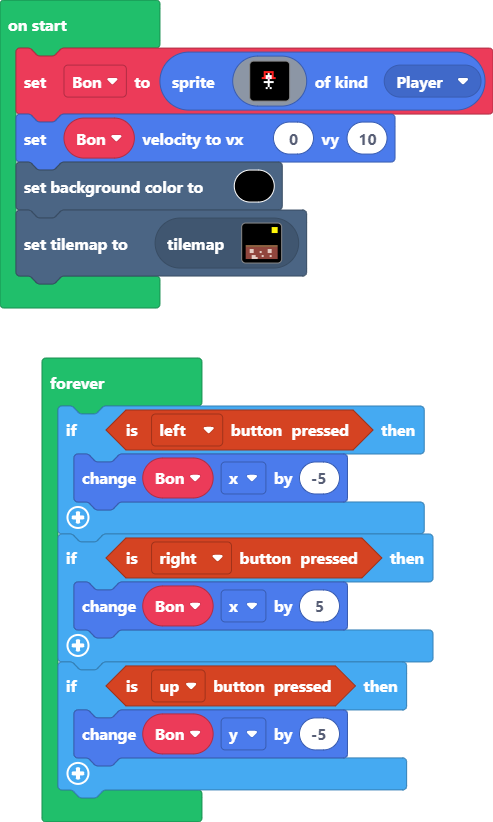 on start
set Bon to sprite of kind Player
set Bon velocity to vx 0 vy 10
set background color to
set tilemap to tilemap
forever
if is left button pressed then
change Bon x by -5
if is right button pressed then
change Bon x by 5
if is up button pressed then
change Bon y by -5